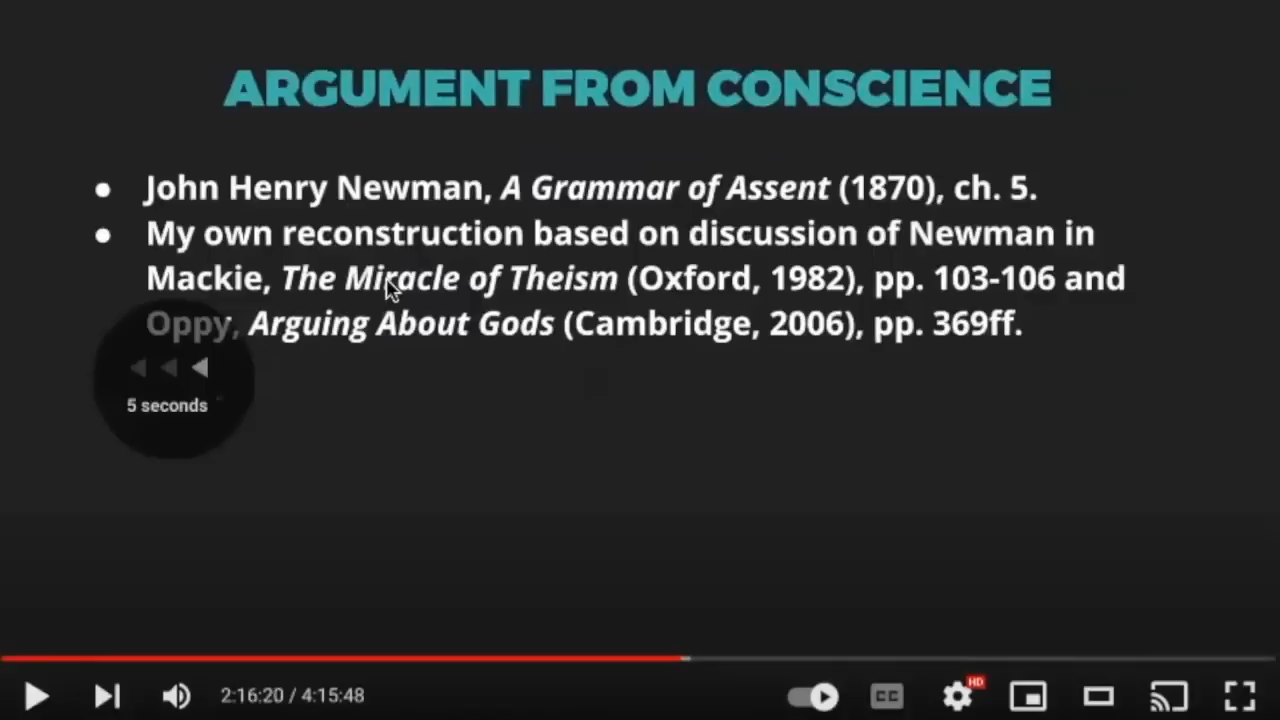 ARGUMENT FROM CONSCIENCE
● John Henry Newman, A Grammar of Assent (1870), ch. 5.
● My own reconstruction based on discussion of Newman in
Mackie, The Miracle of Theism (Oxford, 1982), pp. 103-106 and
Oppy, Arguing About Gods (Cambridge, 2006), pp. 369ff.
5 seconds
2:16:20 / 4:15:48
CC
HD